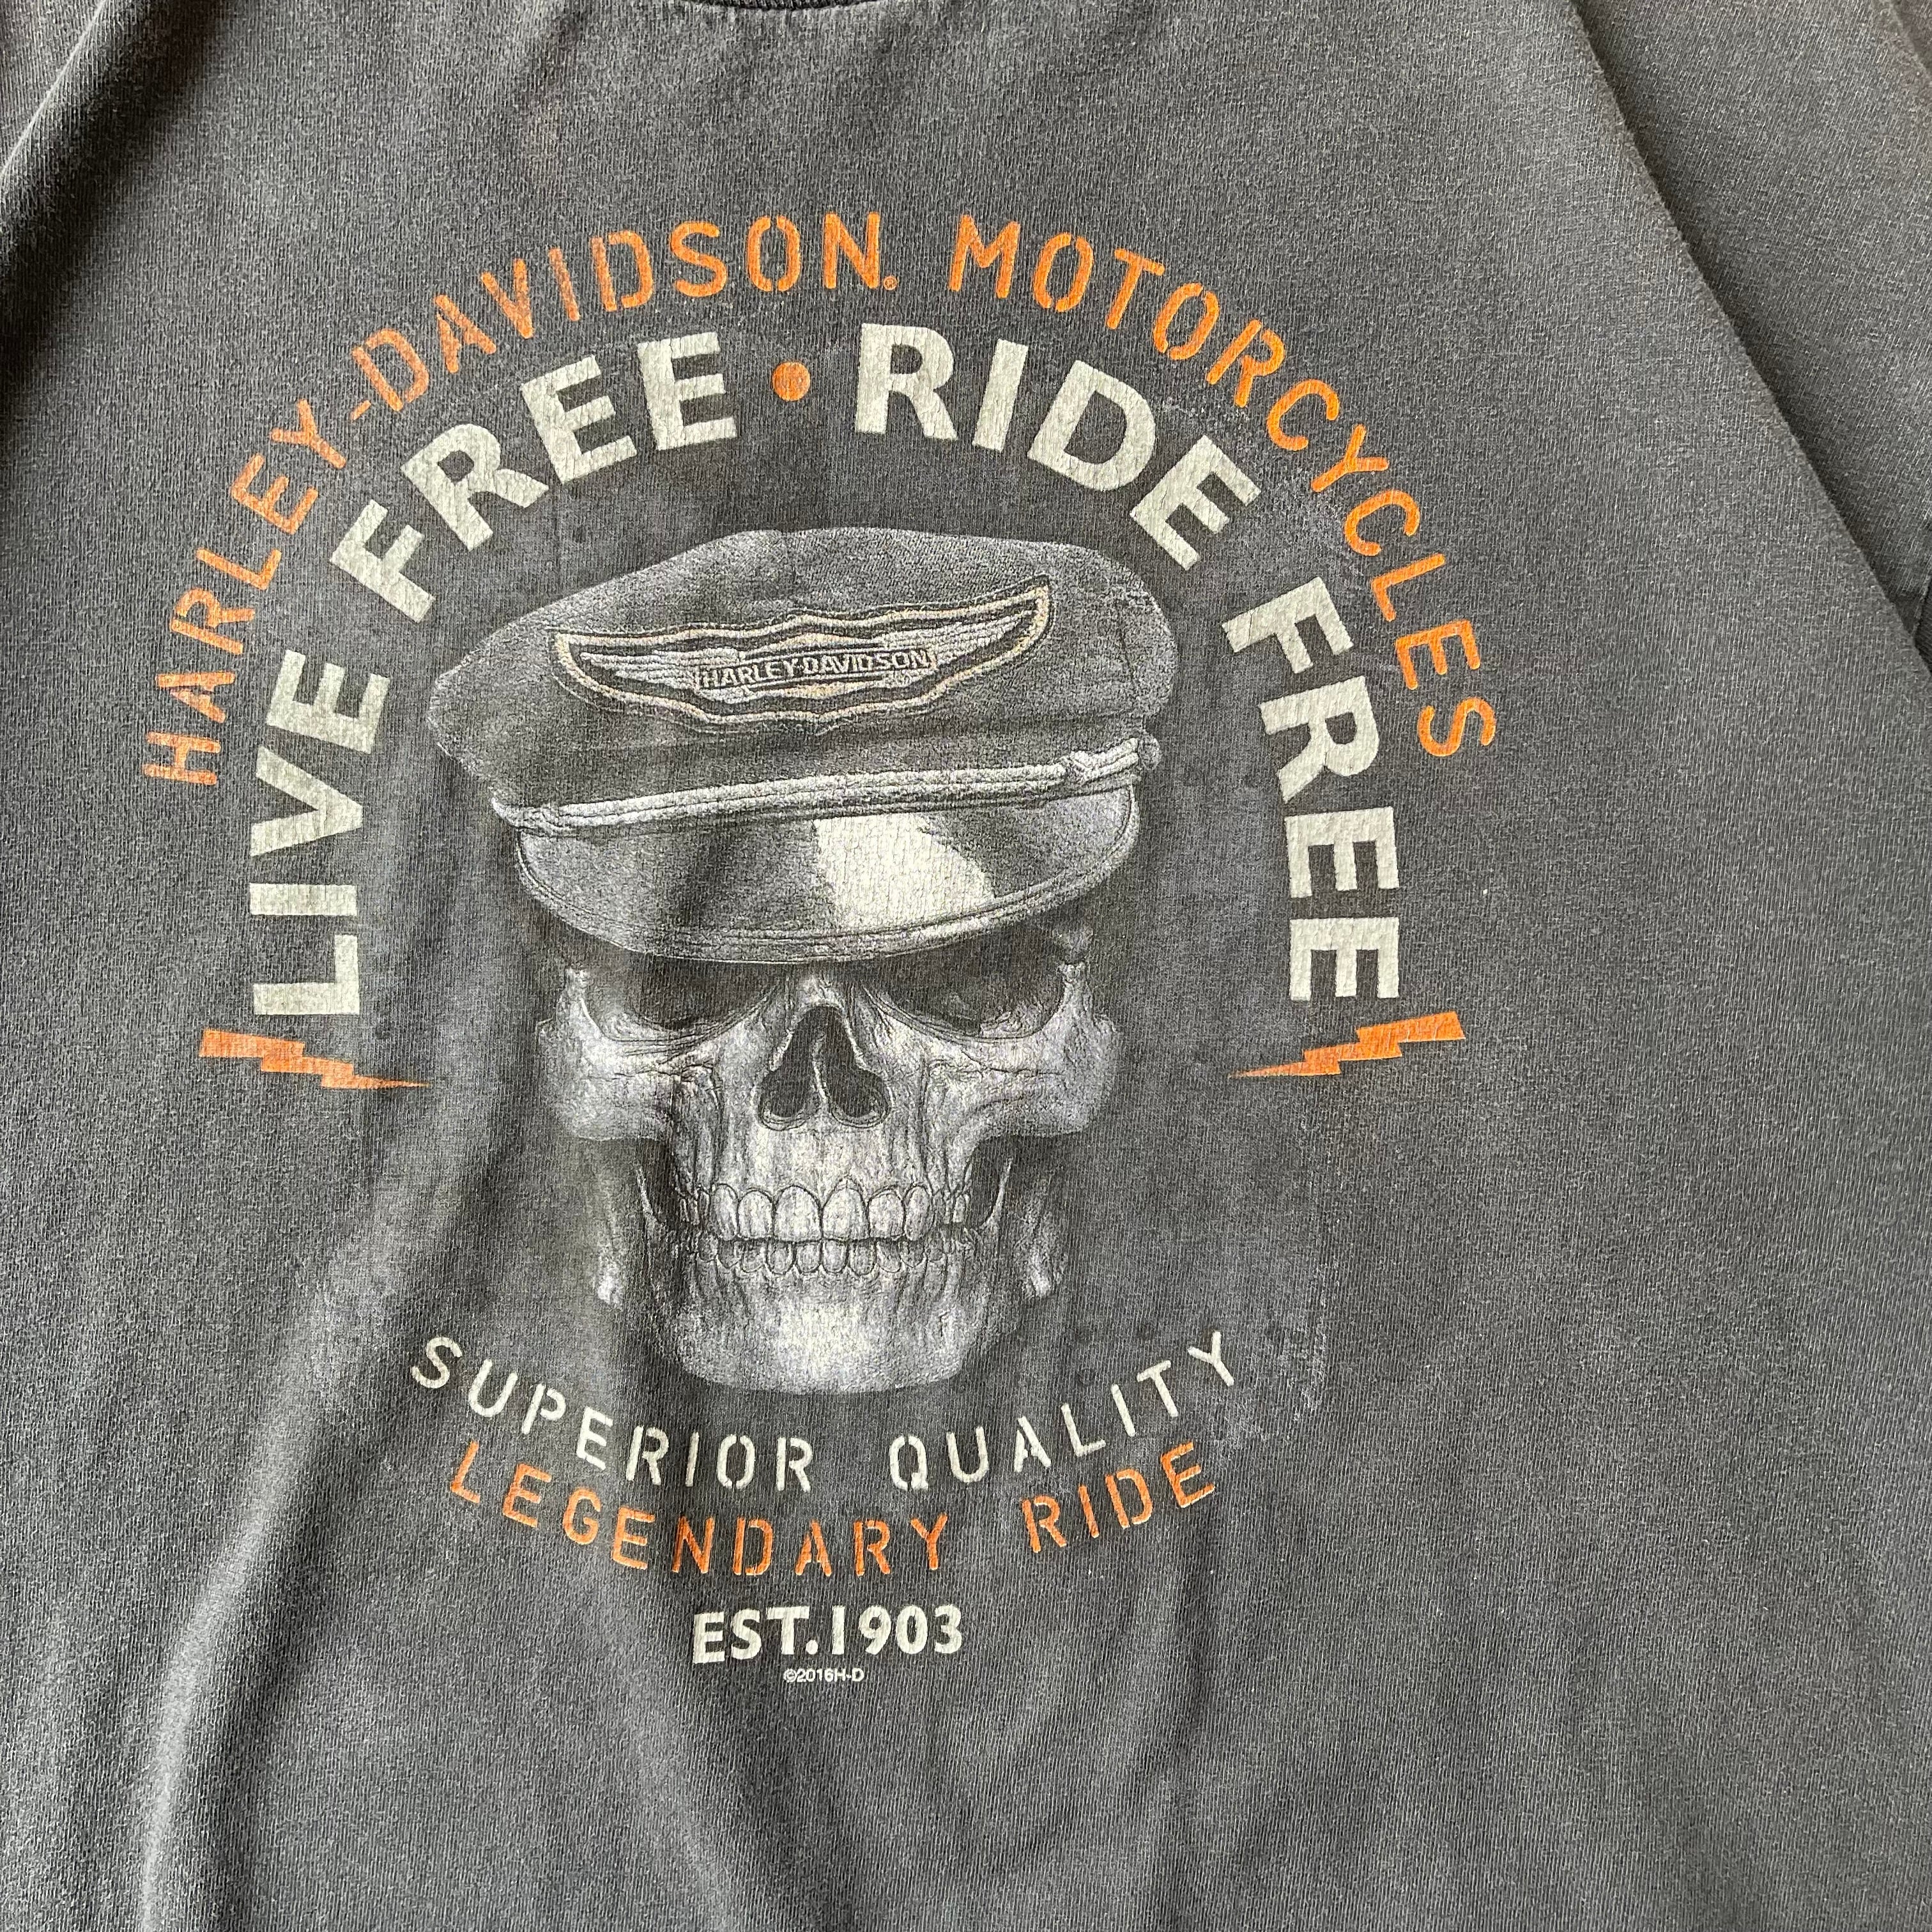 HARLEY-DAVIDSON® MOTORCYCLES
LIVE FREE • RIDE FREE
HARLEY-DAVIDSON
SUPERIOR QUALITY
LEGENDARY RIDE
EST.1903
©2016H-D